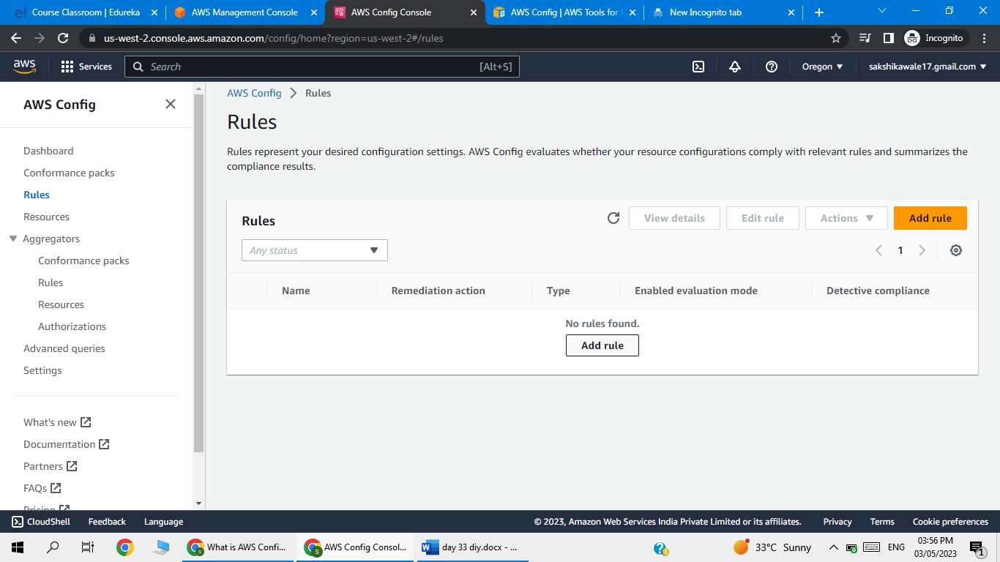 Course Classroom | Edureka
AWS Management Console
AWS Config Console
AWS Config | AWS Tools for
New Incognito tab
us-west-2.console.aws.amazon.com/config/home?region=us-west-2#/rules
Incognito
aws
Services
Search
[Alt+S]
Oregon
sakshikawale17.gmail.com
AWS Config
Dashboard
Conformance packs
Rules
Resources
Aggregators
Conformance packs
Rules
Resources
Authorizations
Advanced queries
Settings
What's new
Documentation
Partners
FAQs
Pricing
AWS Config > Rules
Rules
Rules represent your desired configuration settings. AWS Config evaluates whether your resource configurations comply with relevant rules and summarizes the
compliance results.
Rules
View details
Edit rule
Actions
Add rule
Any status
1
Name
Remediation action
Type
Enabled evaluation mode
Detective compliance
No rules found.
Add rule
CloudShell
Feedback
Language
© 2023, Amazon Web Services India Private Limited or its affiliates.
Privacy
Terms
Cookie preferences
What is AWS Confi...
AWS Config Consol...
day 33 diy.docx - ...
33°C Sunny
ENG
03:56 PM
03/05/2023
1